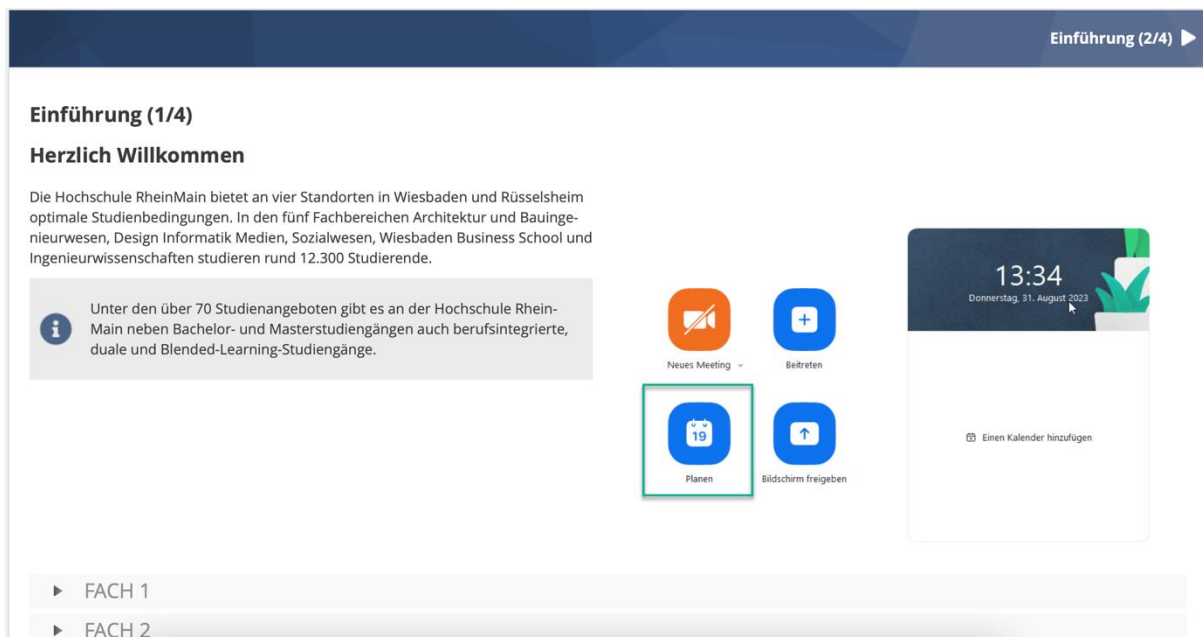 Einführung (2/4)
Einführung (1/4)
Herzlich Willkommen
Die Hochschule RheinMain bietet an vier Standorten in Wiesbaden und Rüsselsheim
optimale Studienbedingungen. In den fünf Fachbereichen Architektur und Bauinge-
nieurwesen, Design Informatik Medien, Sozialwesen, Wiesbaden Business School und
Ingenieurwissenschaften studieren rund 12.300 Studierende.
Unter den über 70 Studienangeboten gibt es an der Hochschule Rhein-
Main neben Bachelor- und Masterstudiengängen auch berufsintegrierte,
duale und Blended-Learning-Studiengänge.
Neues Meeting
Beitreten
19
Planen
Bildschirm freigeben
13:34
Donnerstag, 31. August 2023
Einen Kalender hinzufügen
FACH 1
FACH 2